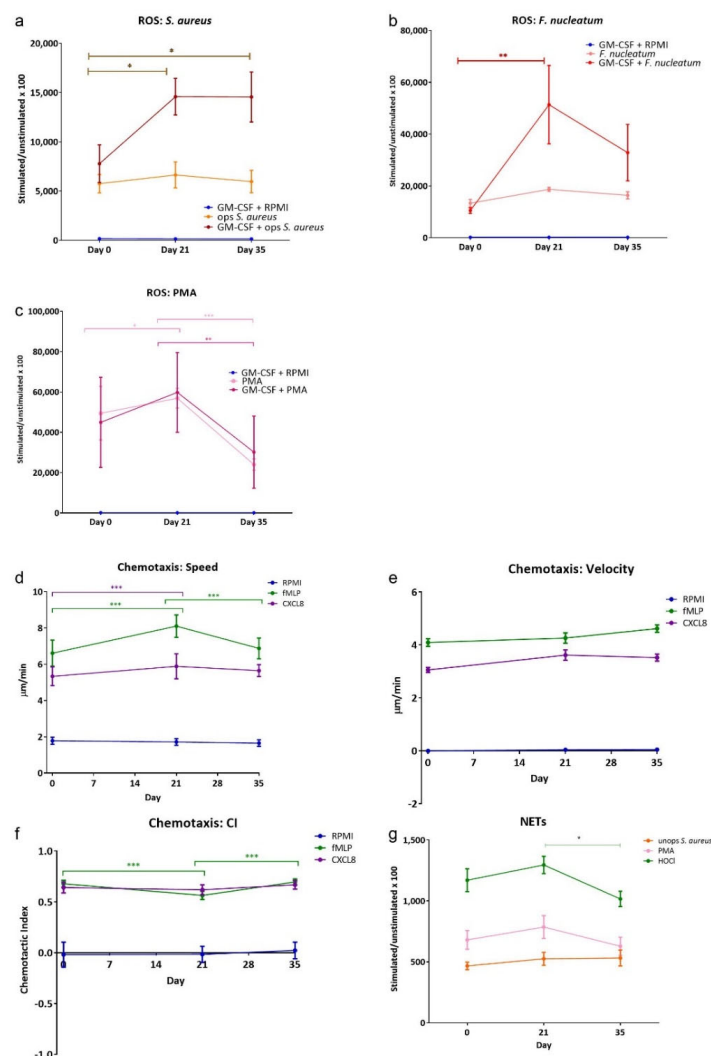 a
ROS: S. aureus
*
*
20,000
15,000
10,000
5,000
0
Stimulated/unstimulated x 100
Day 0
Day 21
Day 35
GM-CSF + RPMI
ops S. aureus
GM-CSF + ops S. aureus
b
ROS: F. nucleatum
**
80,000
60,000
40,000
20,000
0
Stimulated/unstimulated x 100
Day 0
Day 21
Day 35
GM-CSF + RPMI
F. nucleatum
GM-CSF + F. nucleatum
c
ROS: PMA
*
***
**
100,000
80,000
60,000
40,000
20,000
0
Stimulated/unstimulated x 100
Day 0
Day 21
Day 35
GM-CSF + RPMI
PMA
GM-CSF + PMA
d
Chemotaxis: Speed
***
***
***
10
8
6
4
2
0
μm/min
0
7
14
21
28
35
Day
RPMI
fMLP
CXCL8
e
Chemotaxis: Velocity
6
4
2
0
-2
μm/min
0
7
14
21
28
35
Day
RPMI
fMLP
CXCL8
f
Chemotaxis: CI
***
***
1.0
0.5
0.0
-0.5
-1.0
Chemotactic Index
0
7
14
21
28
35
Day
RPMI
fMLP
CXCL8
g
NETs
*
1,500
1,000
500
0
Stimulated/unstimulated x 100
0
21
35
Day
unops S. aureus
PMA
HOCl